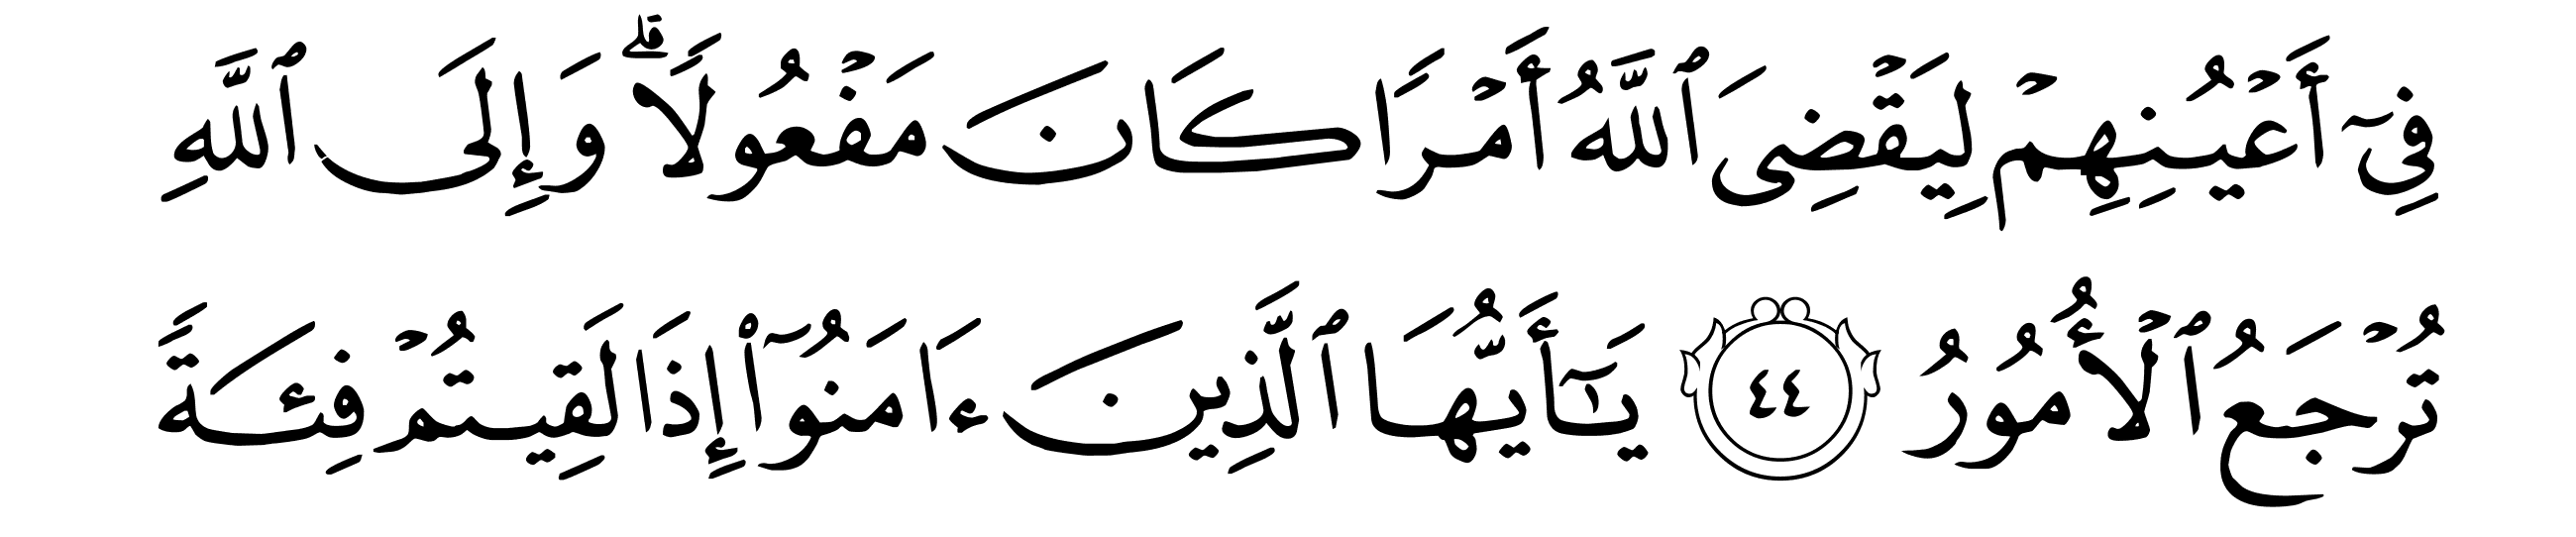 فِىٓ أَعۡيُنِهِمۡ لِيَقۡضِىَ ٱللَّهُ أَمۡرًا كَانَ مَفۡعُولًاۗ وَإِلَى ٱللَّهِ
تُرۡجَعُ ٱلۡأُمُورُ ٤٤ يَـٰٓأَيُّهَا ٱلَّذِينَ ءَامَنُوٓاْ إِذَا لَقِيتُمۡ فِئَةً